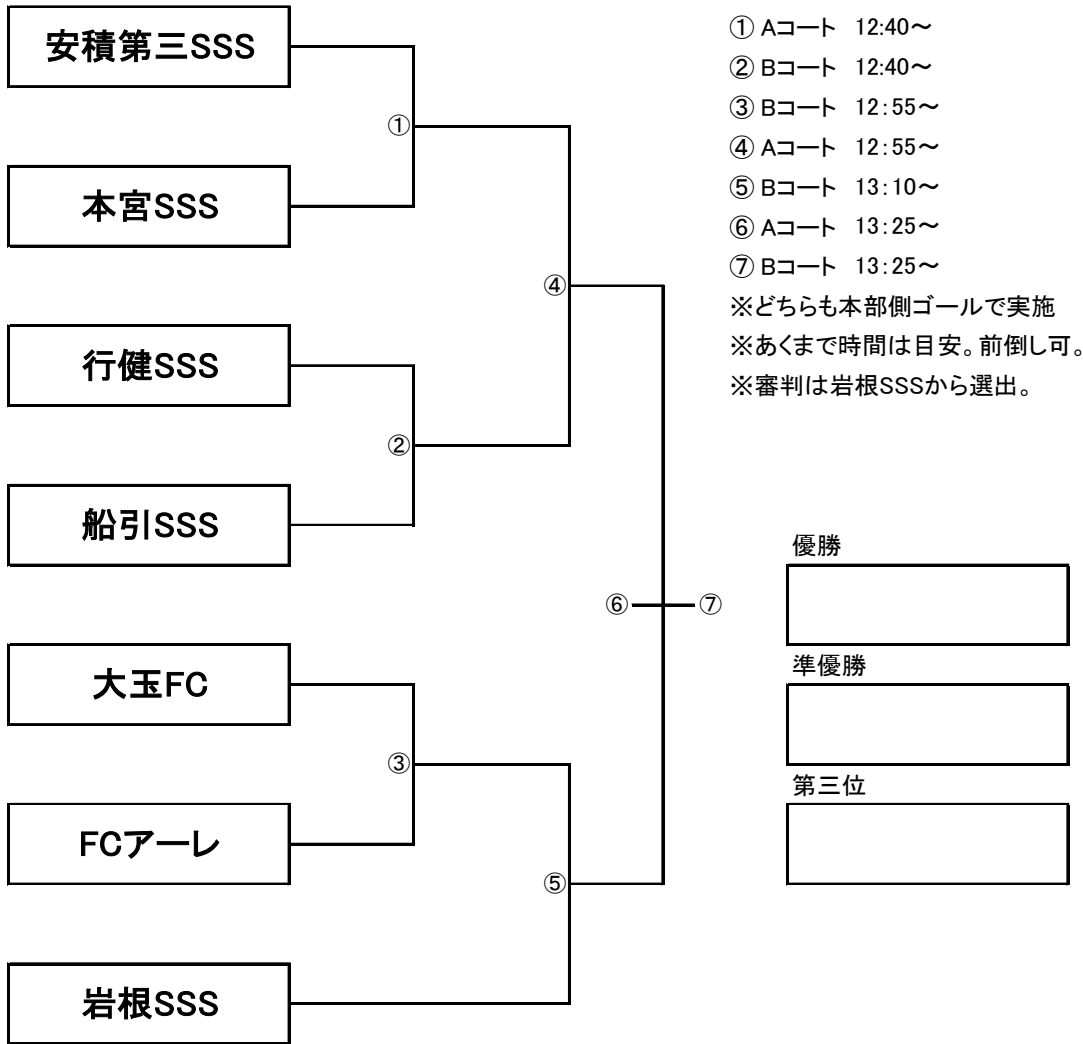 安積第三SSS
①
本宮SSS
④
行健SSS
②
船引SSS
⑥
⑦
大玉FC
③
FCアーレ
⑤
岩根SSS
① Aコート 12:40～
② Bコート 12:40～
③ Bコート 12:55～
④ Aコート 12:55～
⑤ Bコート 13:10～
⑥ Aコート 13:25～
⑦ Bコート 13:25～
※どちらも本部側ゴールで実施
※あくまで時間は目安。前倒し可。
※審判は岩根SSSから選出。
優勝
準優勝
第三位